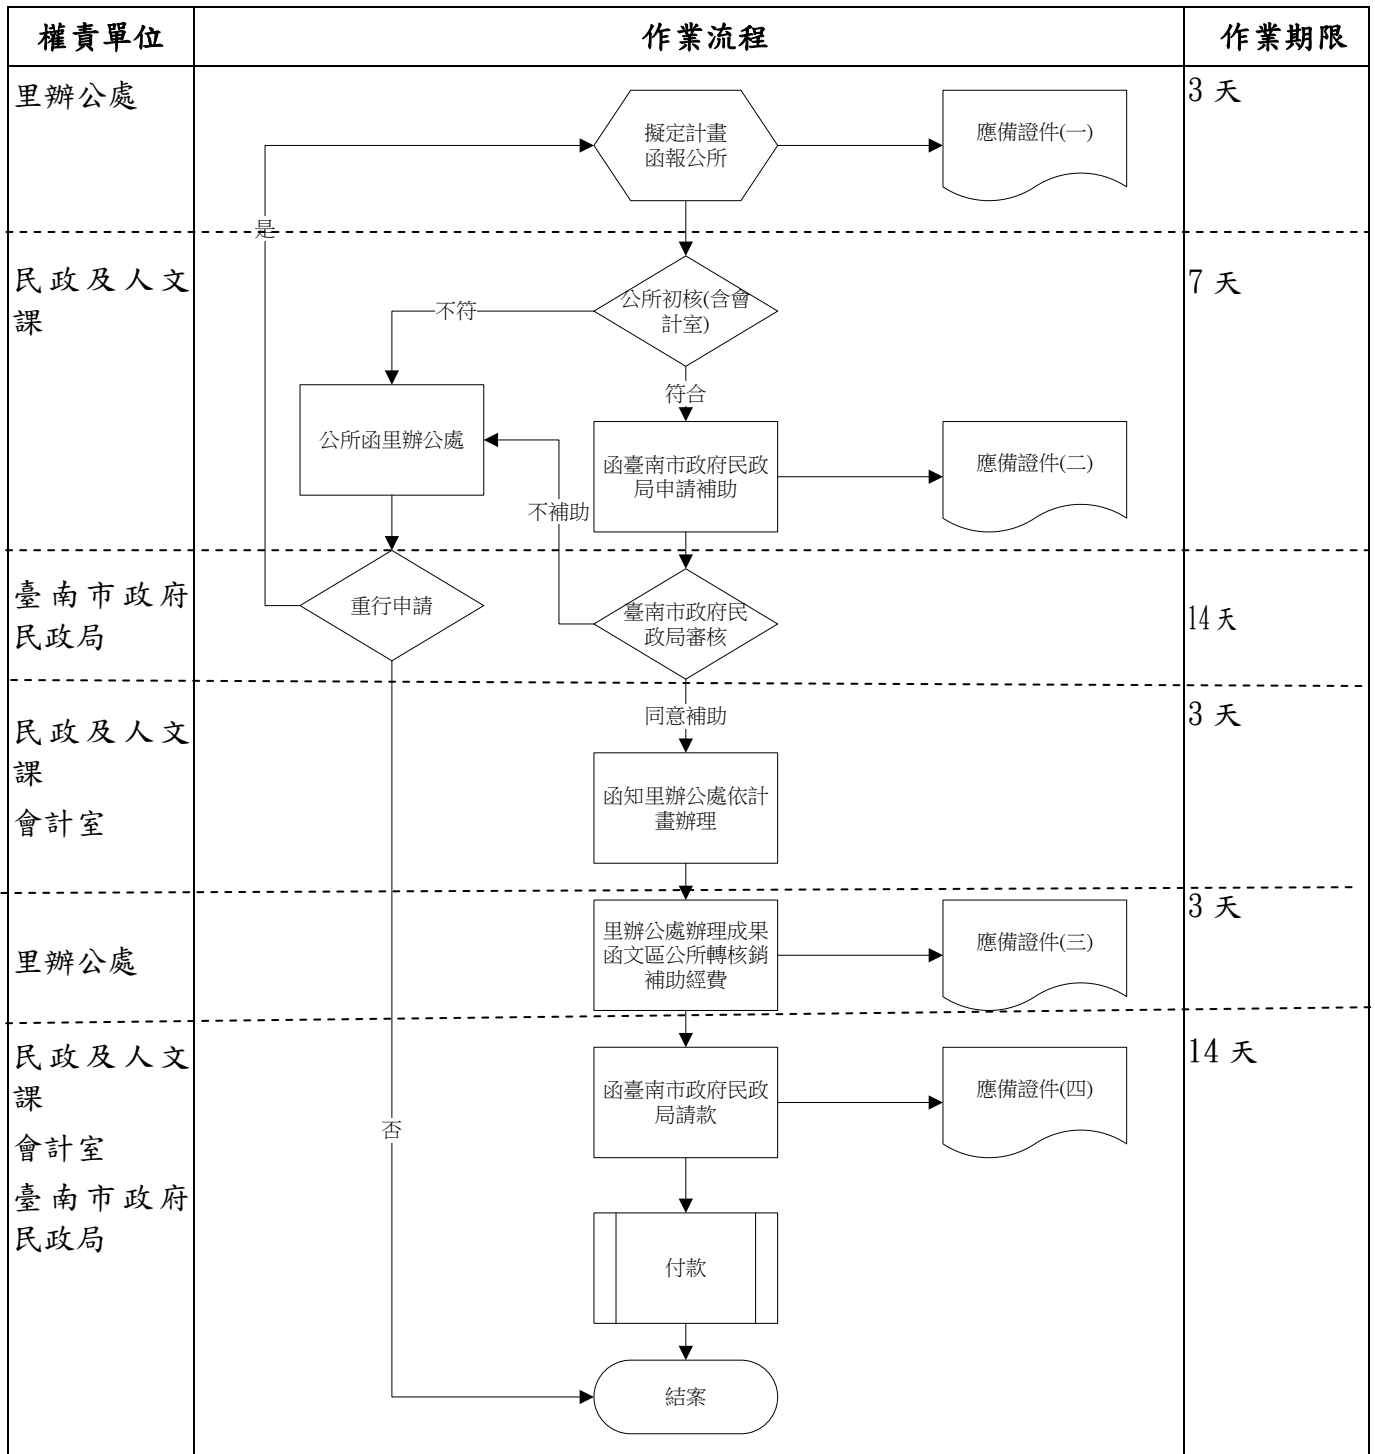 權責單位
作業流程
作業期限
里辦公處
3 天
擬定計畫
函報公所
應備證件(一)
是
民政及人文
課
7 天
公所初核(含會
計室)
不符
符合
公所函里辦公處
函臺南市政府民政
局申請補助
應備證件(二)
不補助
臺南市政府
民政局
14 天
重行申請
臺南市政府民
政局審核
同意補助
民政及人文
課
會計室
3 天
函知里辦公處依計
畫辦理
里辦公處
3 天
里辦公處辦理成果
函文區公所轉核銷
補助經費
應備證件(三)
民政及人文
課
會計室
臺南市政府
民政局
14 天
函臺南市政府民政
局請款
應備證件(四)
否
付款
結案